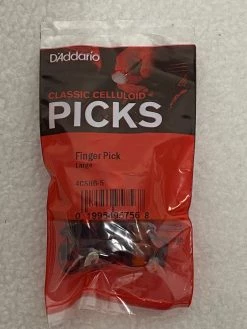 D'Addario
CLASSIC CELLULOID
PICKS
Finger Pick
Large